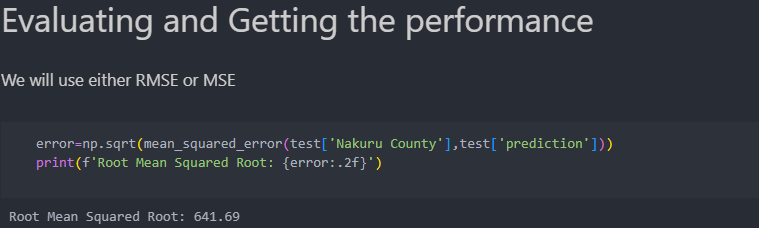 Evaluating and Getting the performance
We will use either RMSE or MSE
error=np.sqrt(mean_squared_error(test['Nakuru County'],test['prediction']))
print(f'Root Mean Squared Root: {error:.2f}')
Root Mean Squared Root: 641.69